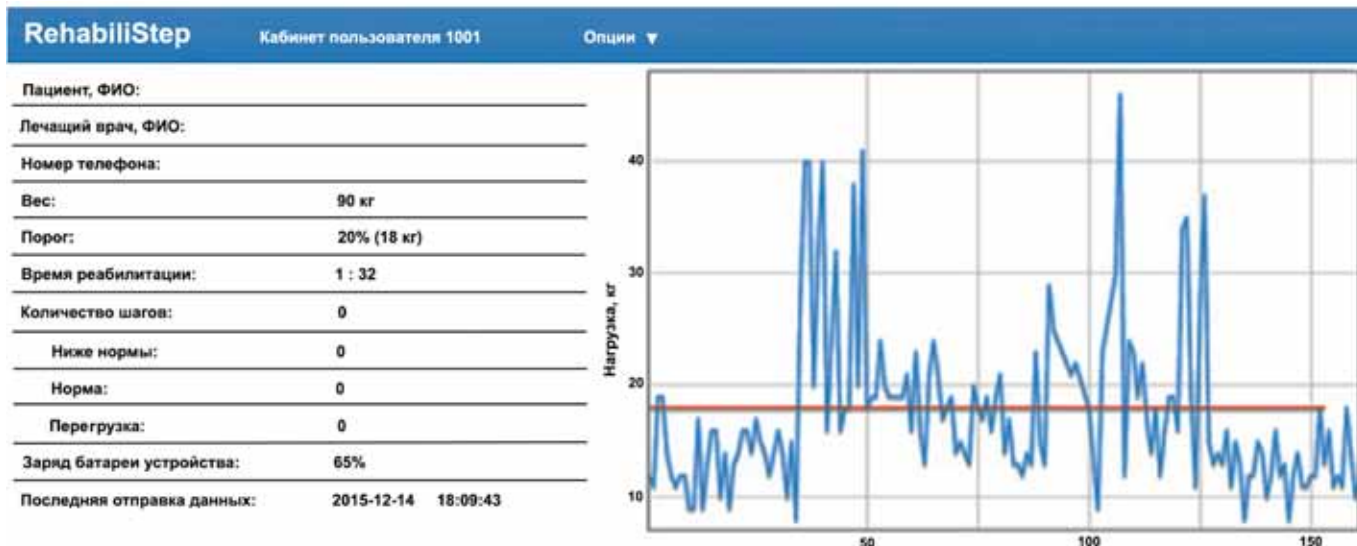 RehabiliStep Кабинет пользователя 1001 Опции ▼
Пациент, ФИО:
Лечащий врач, ФИО:
Номер телефона:
Вес: 90 кг
Порог: 20% (18 кг)
Время реабилитации: 1 : 32
Количество шагов: 0
Ниже нормы: 0
Норма: 0
Перегрузка: 0
Заряд батареи устройства: 65%
Последняя отправка данных: 2015-12-14 18:09:43
Нагрузка, кг
40
30
20
10
50 100 150